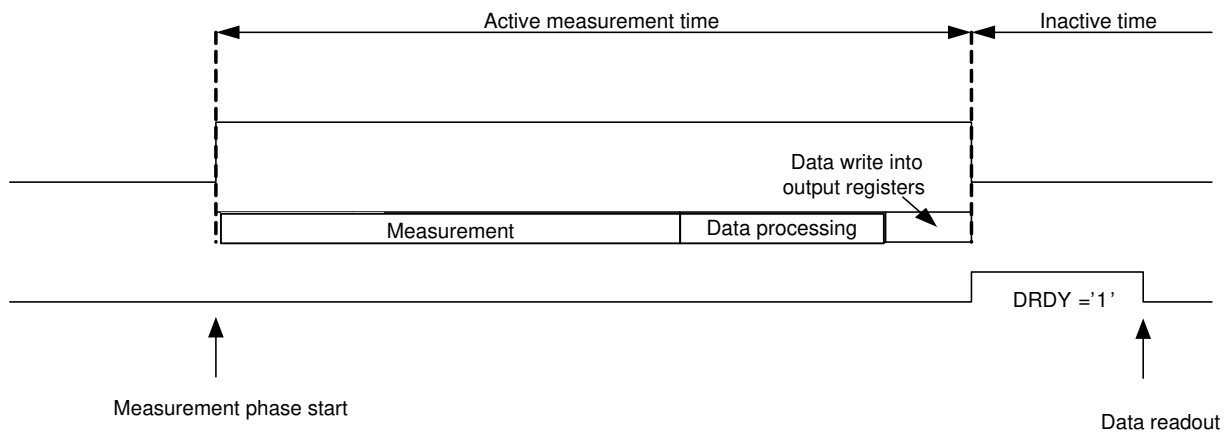 Active measurement time
Inactive time
Data write into
output registers
Measurement
Data processing
DRDY ='1'
Measurement phase start
Data readout